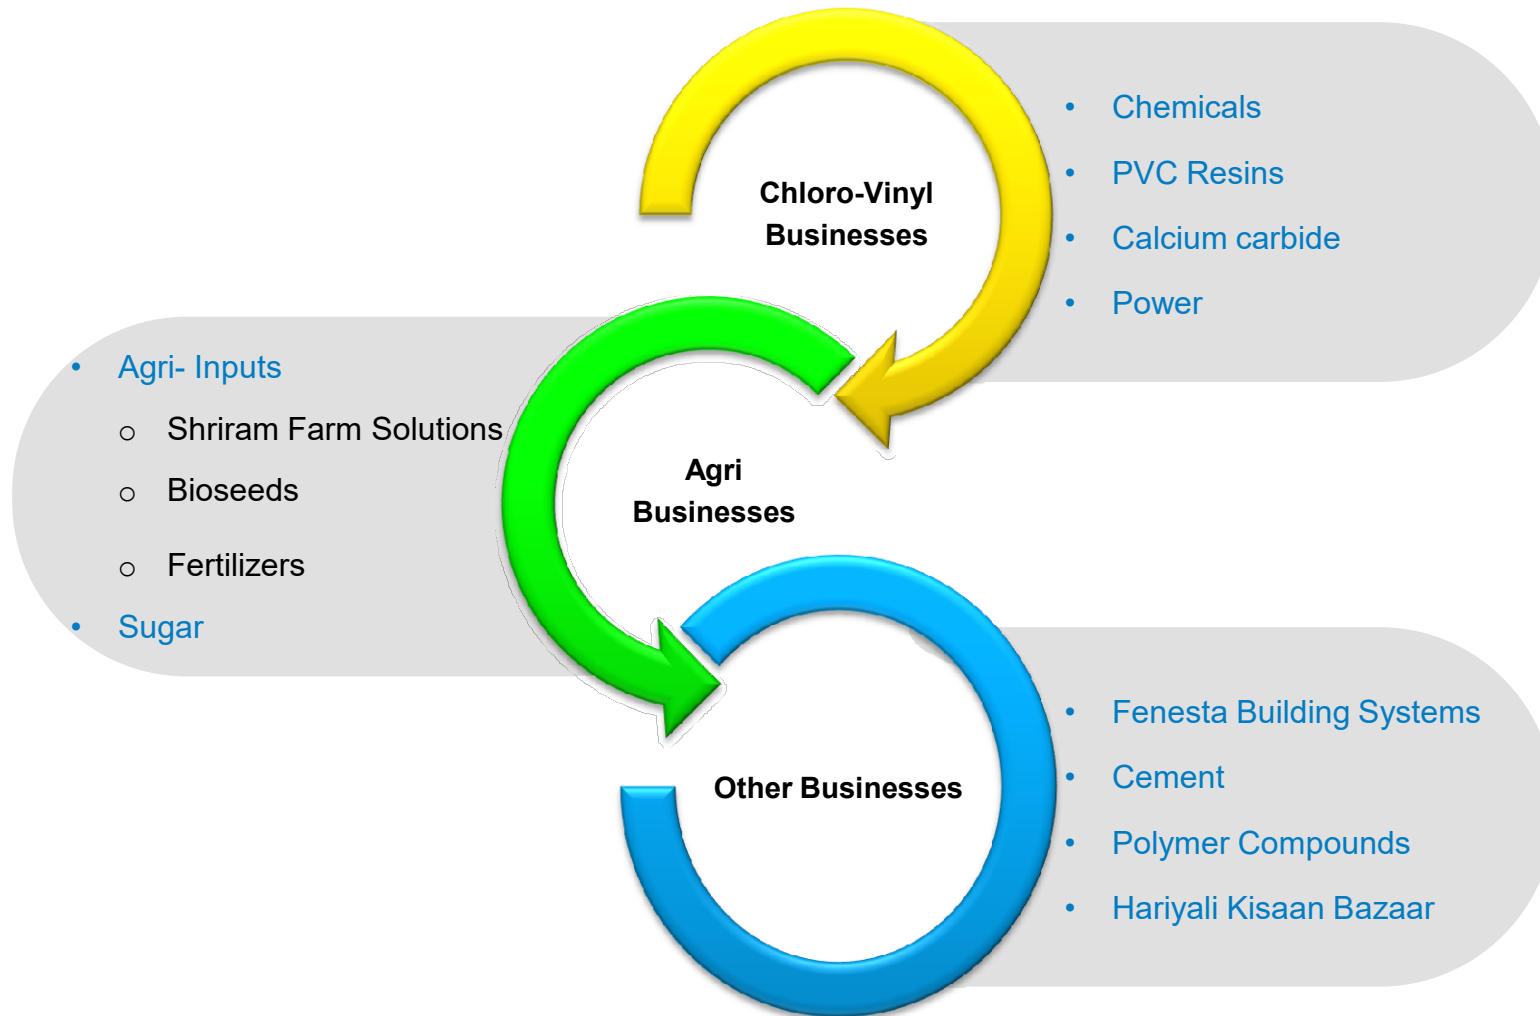 Chloro-Vinyl
Businesses
• Chemicals
• PVC Resins
• Calcium carbide
• Power
• Agri- Inputs
o Shriram Farm Solutions
o Bioseeds
o Fertilizers
• Sugar
Agri
Businesses
Other Businesses
• Fenesta Building Systems
• Cement
• Polymer Compounds
• Hariyali Kisaan Bazaar